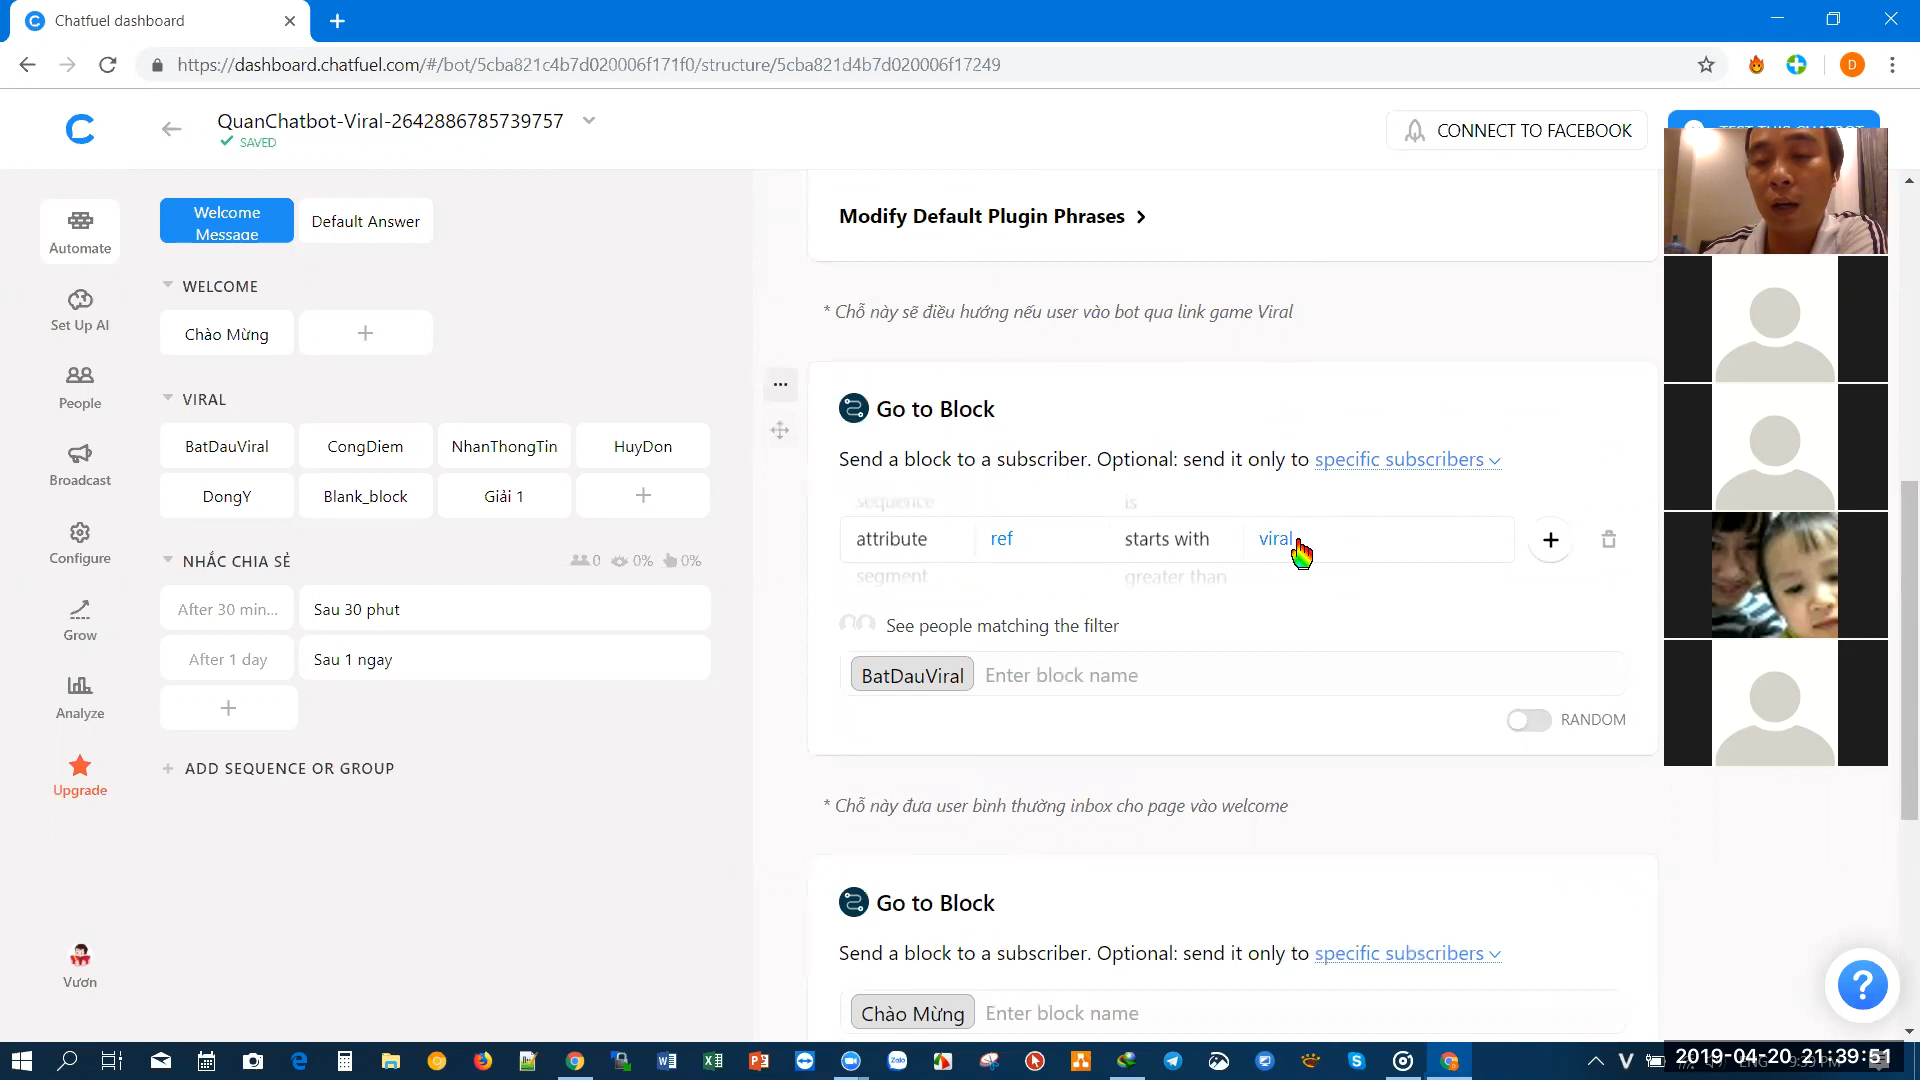 Chatfuel dashboard
https://dashboard.chatfuel.com/#/bot/5cba821c4b7d020006f171f0/structure/5cba821d4b7d020006f17249
D
QuanChatbot-Viral-2642886785739757
SAVED
CONNECT TO FACEBOOK
Automate
Set Up AI
People
Broadcast
Configure
Grow
Analyze
Upgrade
Vươn
Welcome Message
Default Answer
WELCOME
Chào Mừng
VIRAL
BatDauViral
CongDiem
NhanThongTin
HuyDon
DongY
Blank_block
Giải 1
NHẮC CHIA SẺ
0
0%
0%
After 30 min...
Sau 30 phut
After 1 day
Sau 1 ngay
ADD SEQUENCE OR GROUP
Modify Default Plugin Phrases
* Chỗ này sẽ điều hướng nếu user vào bot qua link game Viral
Go to Block
Send a block to a subscriber. Optional: send it only to specific subscribers
sequence
is
attribute
ref
starts with
viral
segment
greater than
See people matching the filter
BatDauViral
Enter block name
RANDOM
* Chỗ này đưa user bình thường inbox cho page vào welcome
Go to Block
Send a block to a subscriber. Optional: send it only to specific subscribers
Chào Mừng
Enter block name
?
2019-04-20 21:39:51